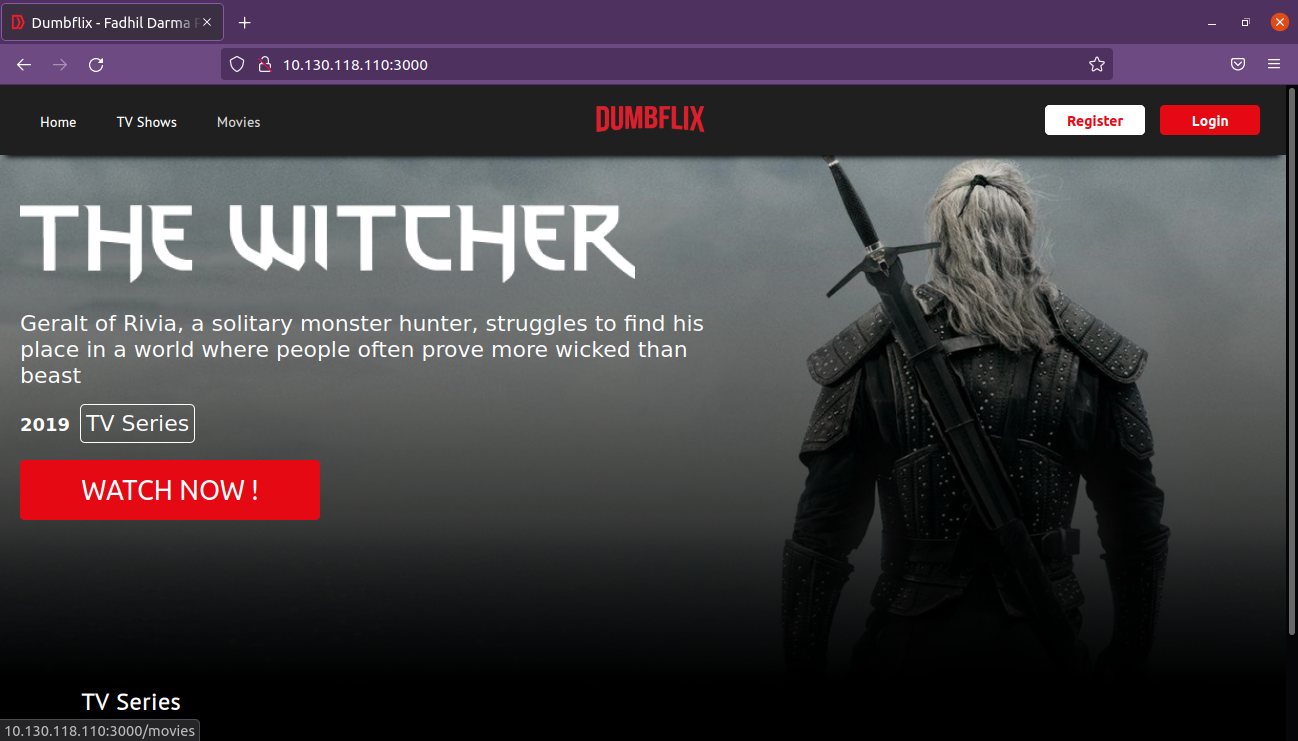 Dumbflix - Fadhil Darma
10.130.118.110:3000
Home TV Shows Movies DUMBFLIX Register Login
THE WITCHER
Geralt of Rivia, a solitary monster hunter, struggles to find his
place in a world where people often prove more wicked than
beast
2019 TV Series
WATCH NOW !
TV Series
10.130.118.110:3000/movies